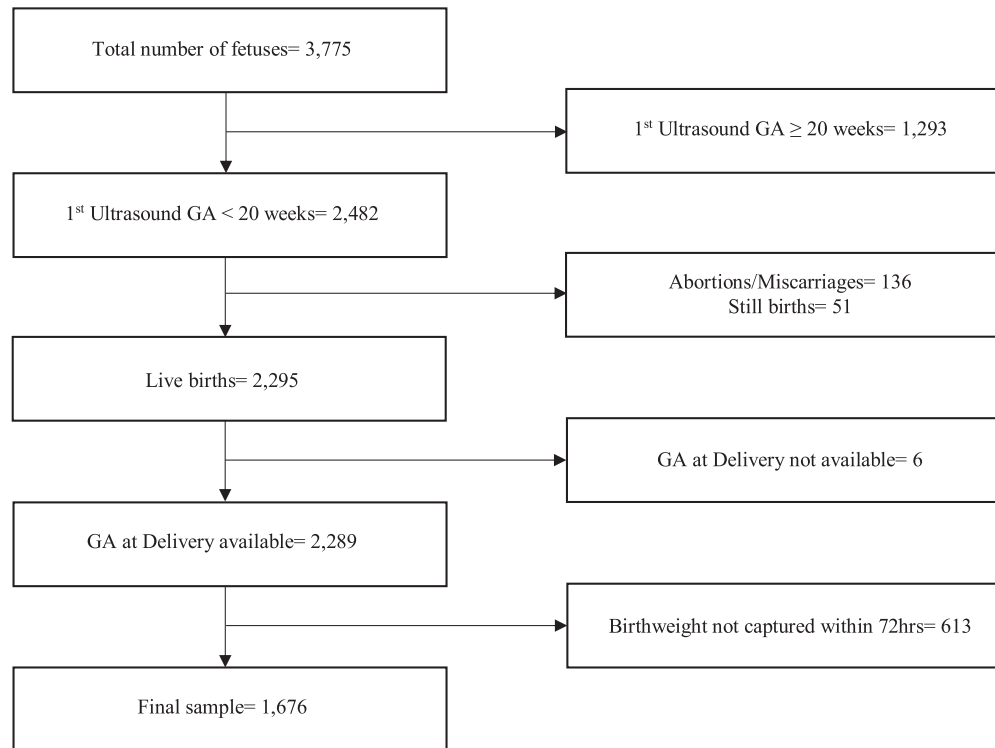 Total number of fetuses= 3,775
1st Ultrasound GA ≥ 20 weeks= 1,293
1st Ultrasound GA < 20 weeks= 2,482
Abortions/Miscarriages= 136
Still births= 51
Live births= 2,295
GA at Delivery not available= 6
GA at Delivery available= 2,289
Birthweight not captured within 72hrs= 613
Final sample= 1,676